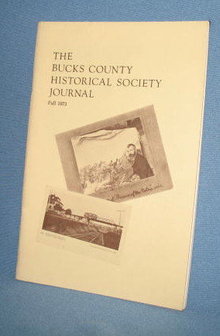 THE
BUCKS COUNTY
HISTORICAL SOCIETY
JOURNAL
Fall 1973